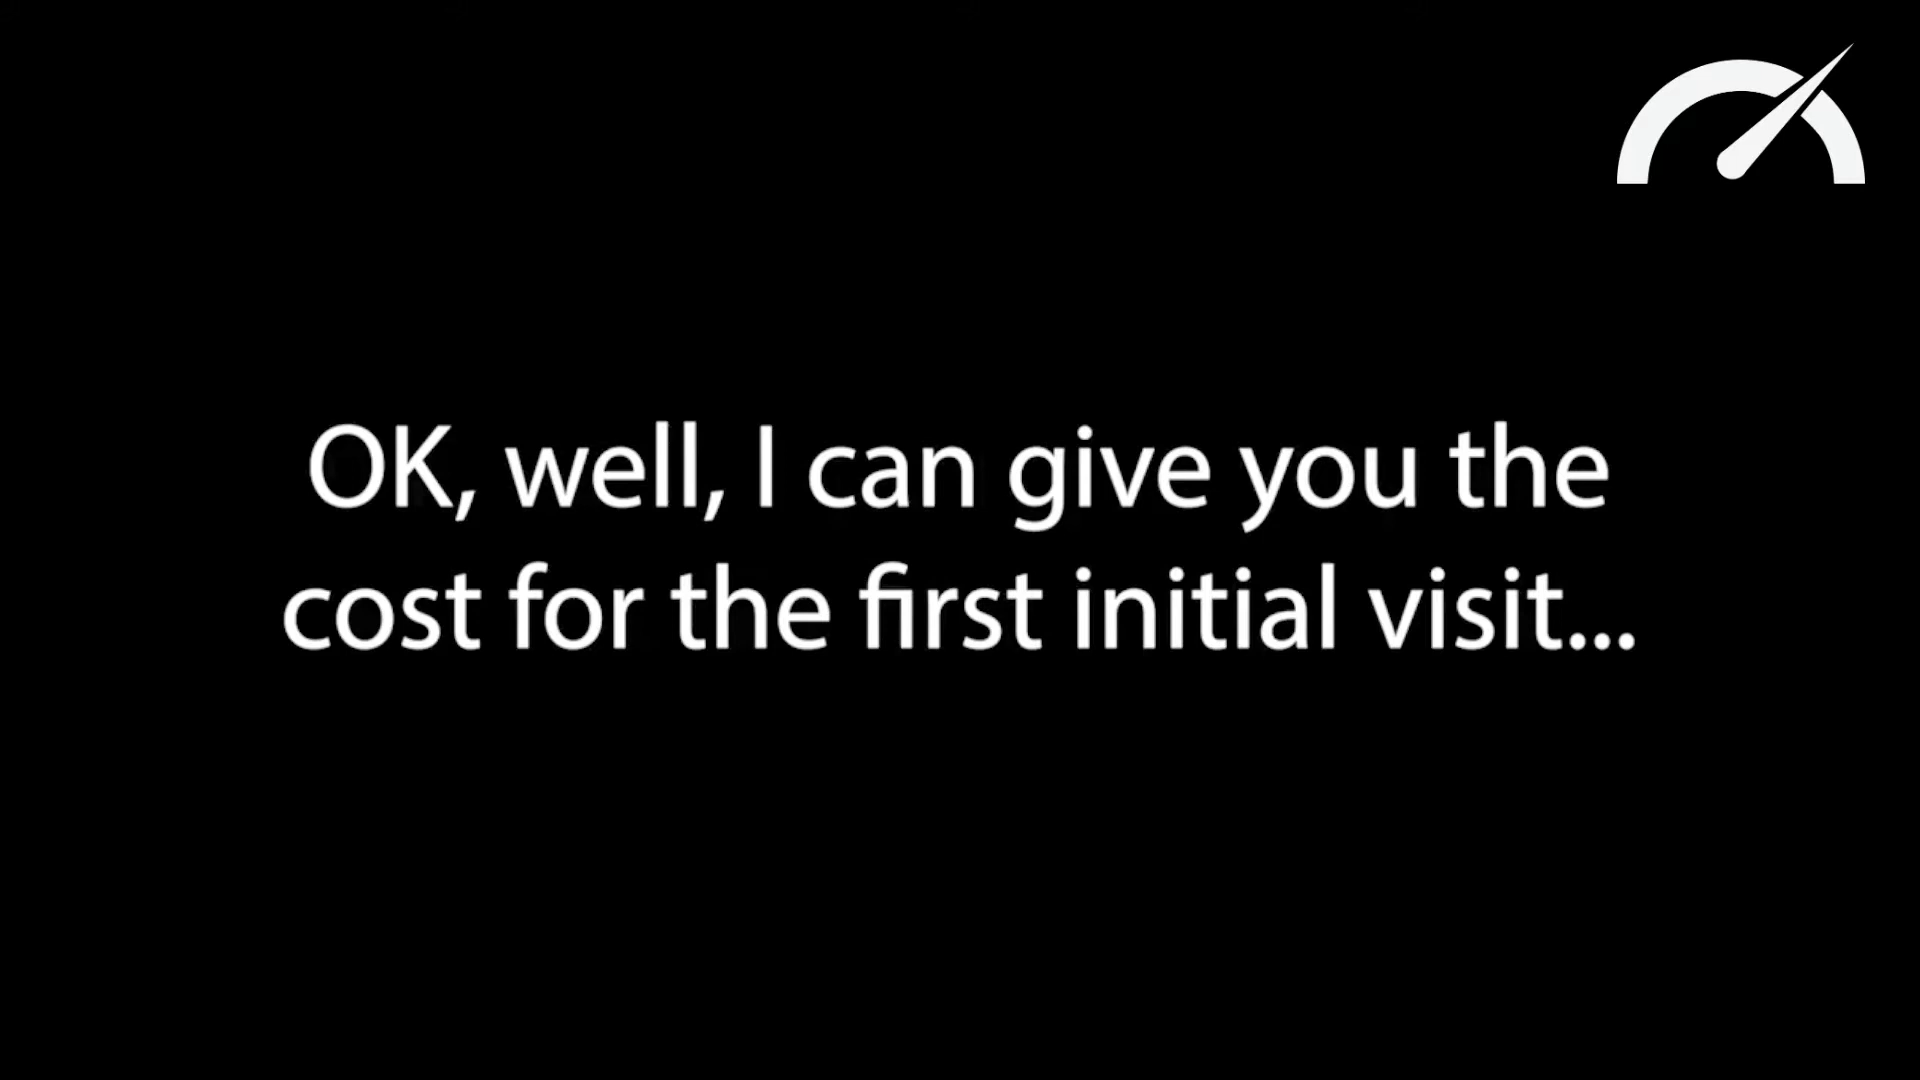 OK, well, I can give you the
cost for the first initial visit...